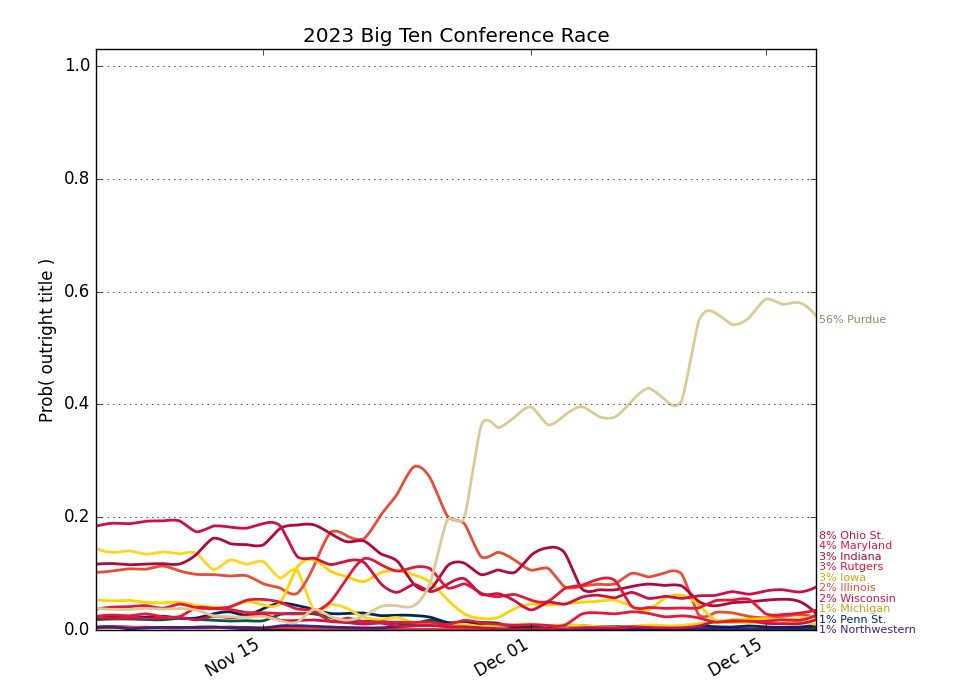 2023 Big Ten Conference Race
Prob( outright title )
1.0
0.8
0.6
0.4
0.2
0.0
Nov 15
Dec 01
Dec 15
56% Purdue
8% Ohio St.
4% Maryland
3% Indiana
3% Rutgers
3% Iowa
2% Illinois
2% Wisconsin
1% Michigan
1% Penn St.
1% Northwestern